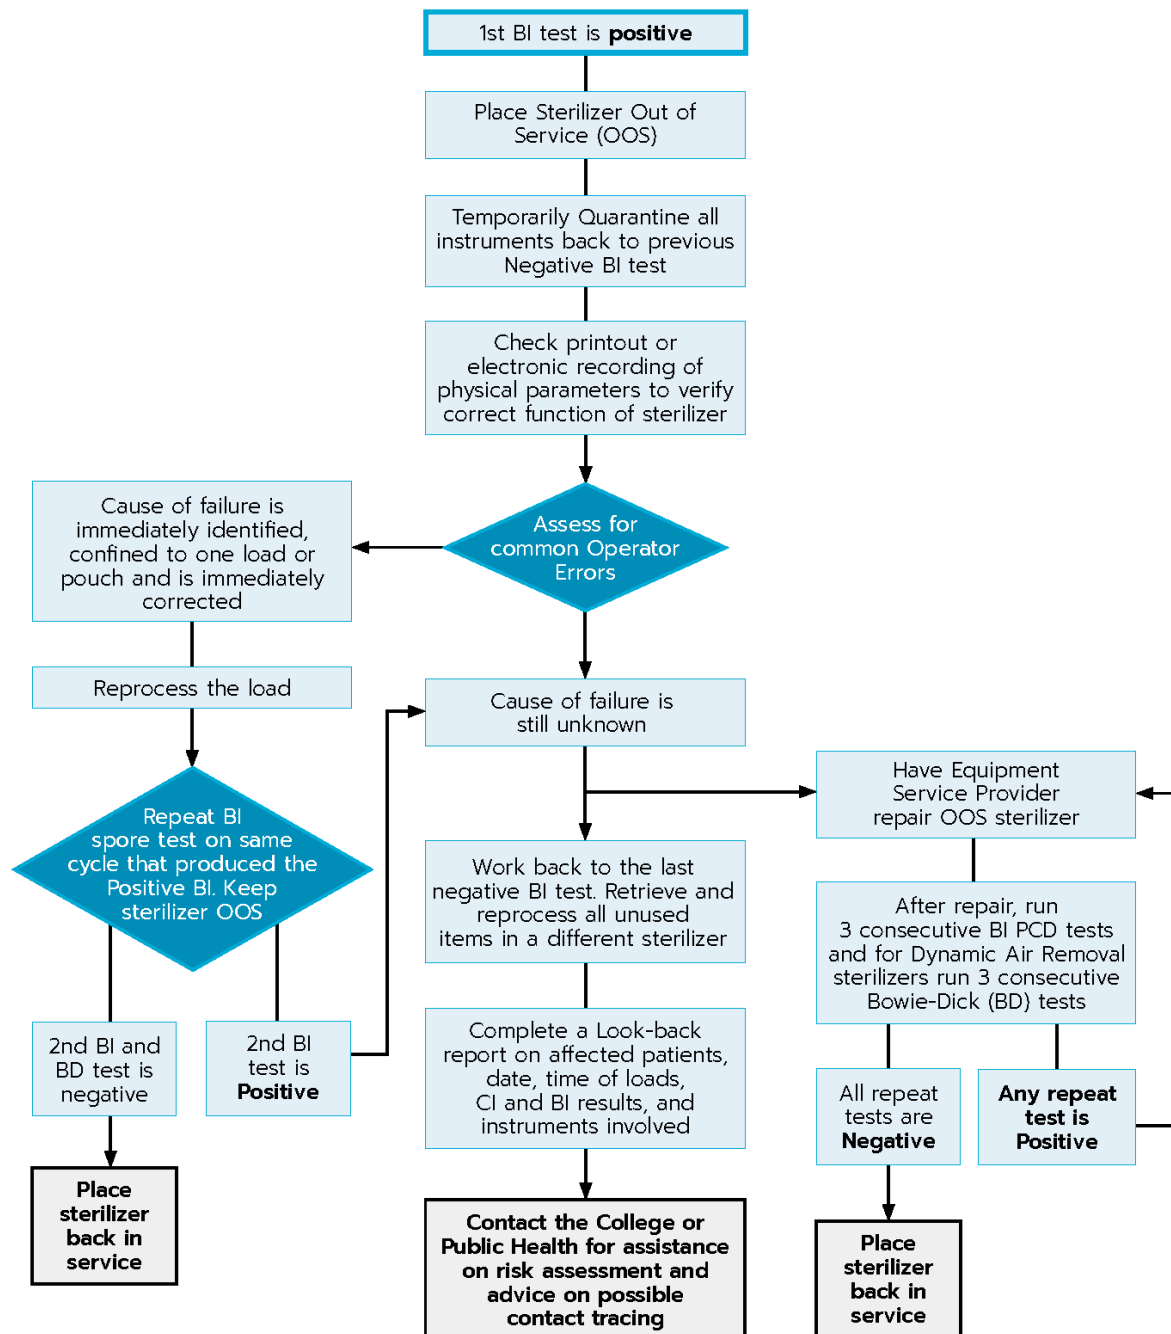 1st BI test is positive
Place Sterilizer Out of
Service (OOS)
Temporarily Quarantine all
instruments back to previous
Negative BI test
Check printout or
electronic recording of
physical parameters to verify
correct function of sterilizer
Assess for
common Operator
Errors
Cause of failure is
immediately identified,
confined to one load or
pouch and is immediately
corrected
Reprocess the load
Repeat BI
spore test on same
cycle that produced the
Positive BI. Keep
sterilizer OOS
2nd BI and
BD test is
negative
2nd BI
test is
Positive
Place
sterilizer
back in
service
Cause of failure is
still unknown
Work back to the last
negative BI test. Retrieve and
reprocess all unused
items in a different sterilizer
Complete a Look-back
report on affected patients,
date, time of loads,
CI and BI results, and
instruments involved
Contact the College or
Public Health for assistance
on risk assessment and
advice on possible
contact tracing
Have Equipment
Service Provider
repair OOS sterilizer
After repair, run
3 consecutive BI PCD tests
and for Dynamic Air Removal
sterilizers run 3 consecutive
Bowie-Dick (BD) tests
All repeat
tests are
Negative
Any repeat
test is
Positive
Place
sterilizer
back in
service